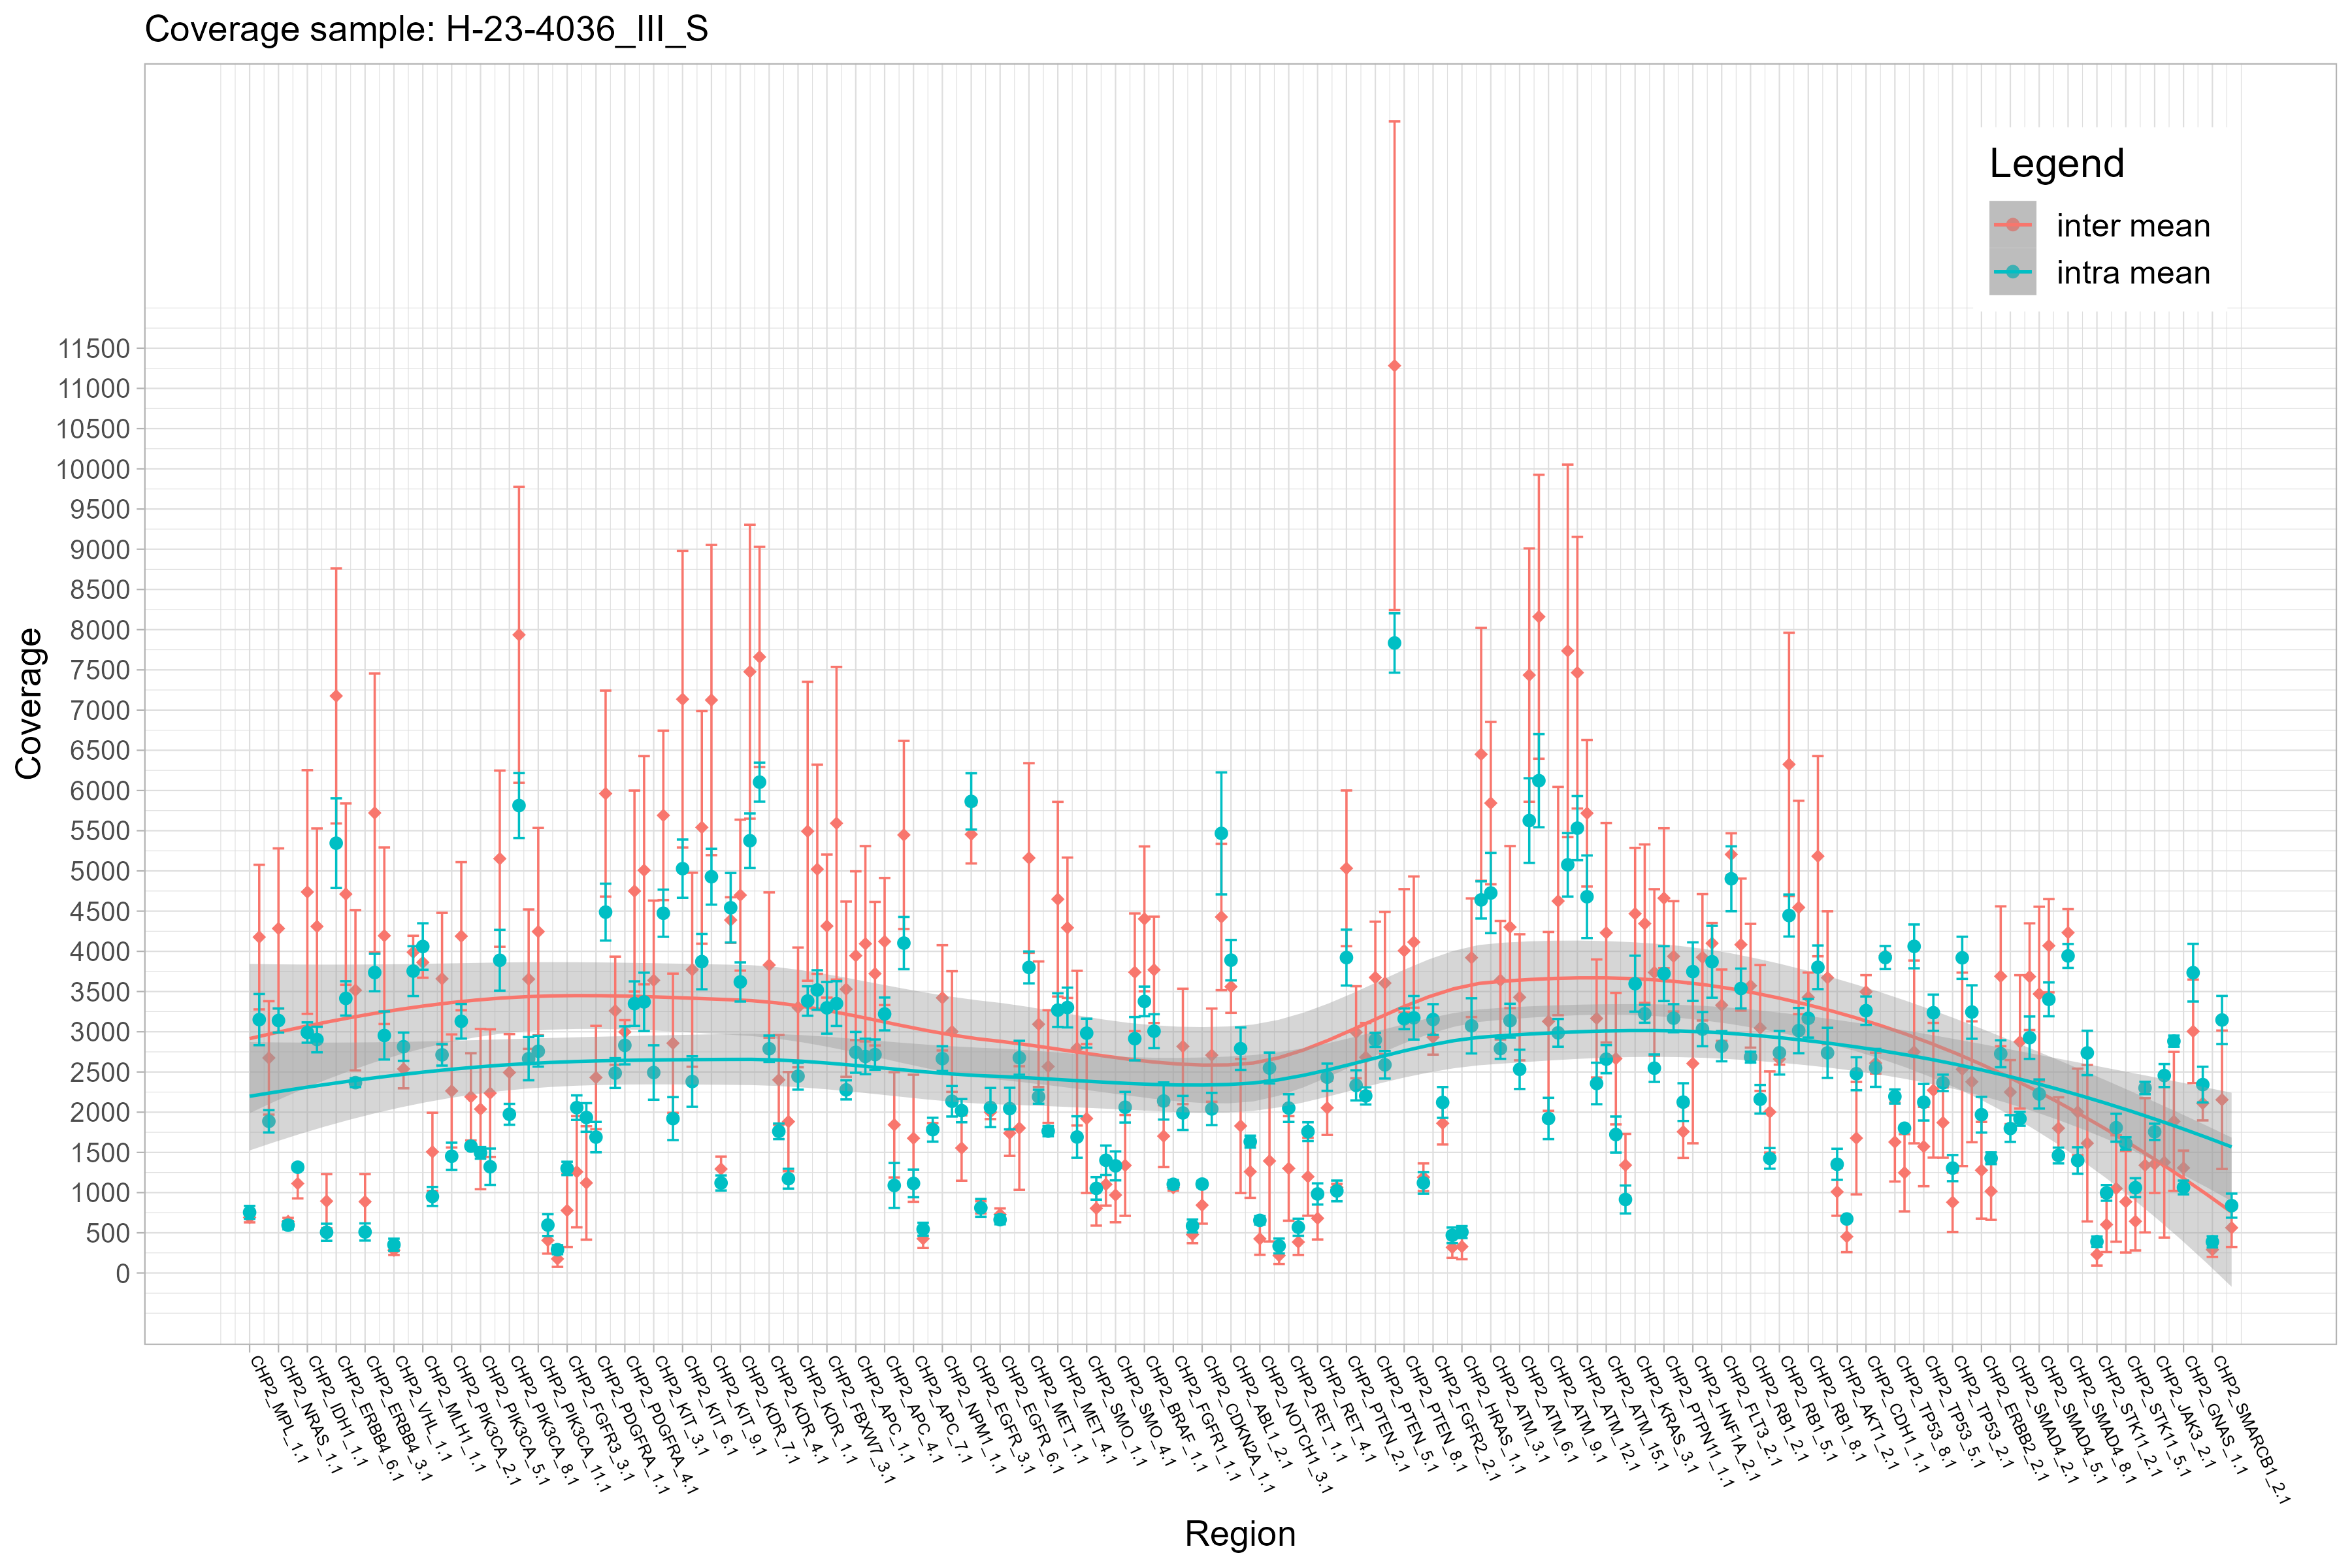 Coverage sample: H-23-4036_III_S
Legend
inter mean
intra mean
Coverage
11500
11000
10500
10000
9500
9000
8500
8000
7500
7000
6500
6000
5500
5000
4500
4000
3500
3000
2500
2000
1500
1000
500
0
CHP2_MPL_1.1
CHP2_NRAS_1.1
CHP2_IDH1_1.1
CHP2_ERBB4_6.1
CHP2_ERBB4_3.1
CHP2_VHL_1.1
CHP2_MLH1_1.1
CHP2_PIK3CA_2.1
CHP2_PIK3CA_5.1
CHP2_PIK3CA_8.1
CHP2_PIK3CA_11.1
CHP2_FGFR3_3.1
CHP2_PDGFRA_1.1
CHP2_PDGFRA_4.1
CHP2_KIT_3.1
CHP2_KIT_6.1
CHP2_KIT_9.1
CHP2_KDR_7.1
CHP2_KDR_4.1
CHP2_KDR_1.1
CHP2_FBXW7_3.1
CHP2_APC_1.1
CHP2_APC_4.1
CHP2_APC_7.1
CHP2_NPM1_1.1
CHP2_EGFR_3.1
CHP2_EGFR_6.1
CHP2_MET_1.1
CHP2_MET_4.1
CHP2_SMO_1.1
CHP2_SMO_4.1
CHP2_BRAF_1.1
CHP2_FGFR1_1.1
CHP2_CDKN2A_1.1
CHP2_ABL1_2.1
CHP2_NOTCH1_3.1
CHP2_RET_1.1
CHP2_RET_4.1
CHP2_PTEN_2.1
CHP2_PTEN_5.1
CHP2_PTEN_8.1
CHP2_FGFR2_2.1
CHP2_HRAS_1.1
CHP2_ATM_3.1
CHP2_ATM_6.1
CHP2_ATM_9.1
CHP2_ATM_12.1
CHP2_ATM_15.1
CHP2_KRAS_3.1
CHP2_PTPN11_1.1
CHP2_HNF1A_2.1
CHP2_FLT3_2.1
CHP2_RB1_2.1
CHP2_RB1_5.1
CHP2_RB1_8.1
CHP2_AKT1_2.1
CHP2_CDH1_1.1
CHP2_TP53_8.1
CHP2_TP53_5.1
CHP2_TP53_2.1
CHP2_ERBB2_2.1
CHP2_SMAD4_2.1
CHP2_SMAD4_5.1
CHP2_SMAD4_8.1
CHP2_STK11_2.1
CHP2_STK11_5.1
CHP2_JAK3_2.1
CHP2_GNAS_1.1
CHP2_SMARCB1_2.1
Region